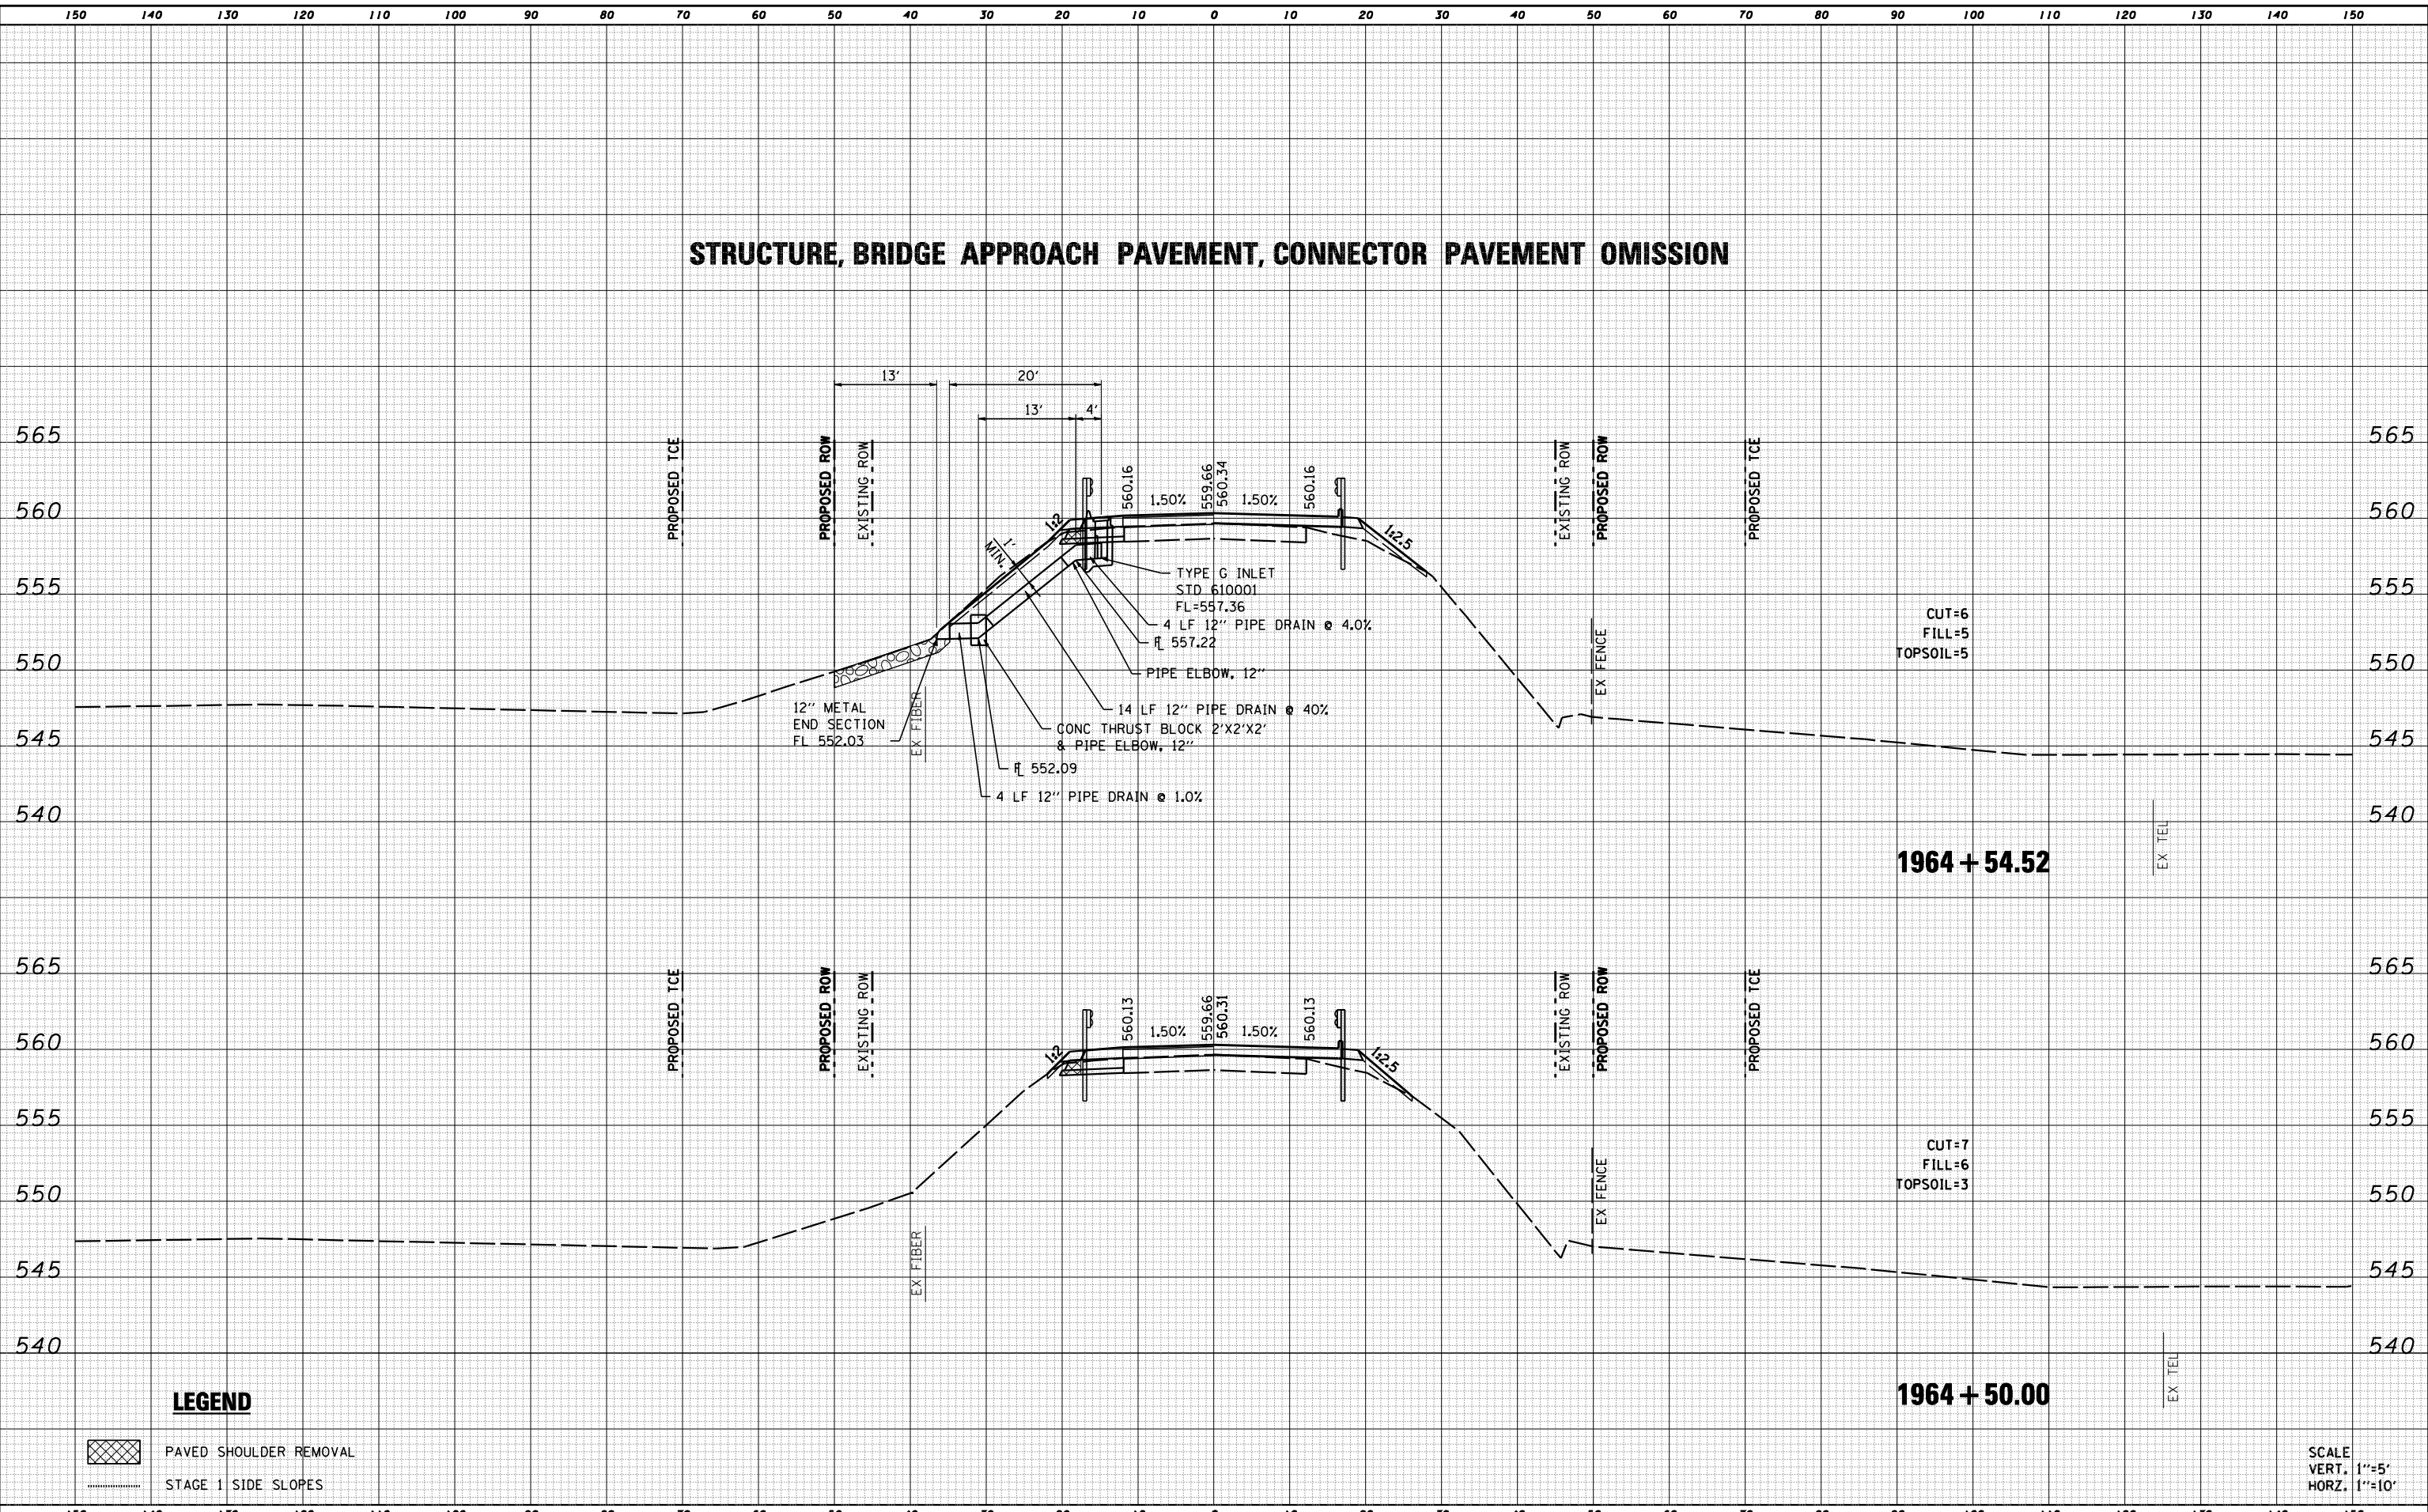 150 140 130 120 110 100 90 80 70 60 50 40 30 20 10 0 10 20 30 40 50 60 70 80 90 100 110 120 130 140 150
STRUCTURE, BRIDGE APPROACH PAVEMENT, CONNECTOR PAVEMENT OMISSION
13' 20'
13' 4'
565 565
560 560
555 555
550 550
545 545
540 540
PROPOSED TCE
PROPOSED ROW
EXISTING ROW
1:2
560.16
1.50%
559.66
560.34
1.50%
560.16
1:2.5
EXISTING ROW
PROPOSED ROW
PROPOSED TCE
1'
MIN.
TYPE G INLET
STD 610001
FL=557.36
4 LF 12" PIPE DRAIN @ 4.0%
FL 557.22
PIPE ELBOW, 12"
14 LF 12" PIPE DRAIN @ 40%
CONC THRUST BLOCK 2'X2'X2'
& PIPE ELBOW, 12"
FL 552.09
4 LF 12" PIPE DRAIN @ 1.0%
12" METAL
END SECTION
FL 552.03
EX FIBER
EX FENCE
CUT=6
FILL=5
TOPSOIL=5
EX TEL
1964 + 54.52
565 565
560 560
555 555
550 550
545 545
540 540
PROPOSED TCE
PROPOSED ROW
EXISTING ROW
1:2
560.13
1.50%
559.66
560.31
1.50%
560.13
1:2.5
EXISTING ROW
PROPOSED ROW
PROPOSED TCE
EX FIBER
EX FENCE
CUT=7
FILL=6
TOPSOIL=3
EX TEL
1964 + 50.00
LEGEND
PAVED SHOULDER REMOVAL
STAGE 1 SIDE SLOPES
SCALE
VERT. 1"=5'
HORZ. 1"=10'